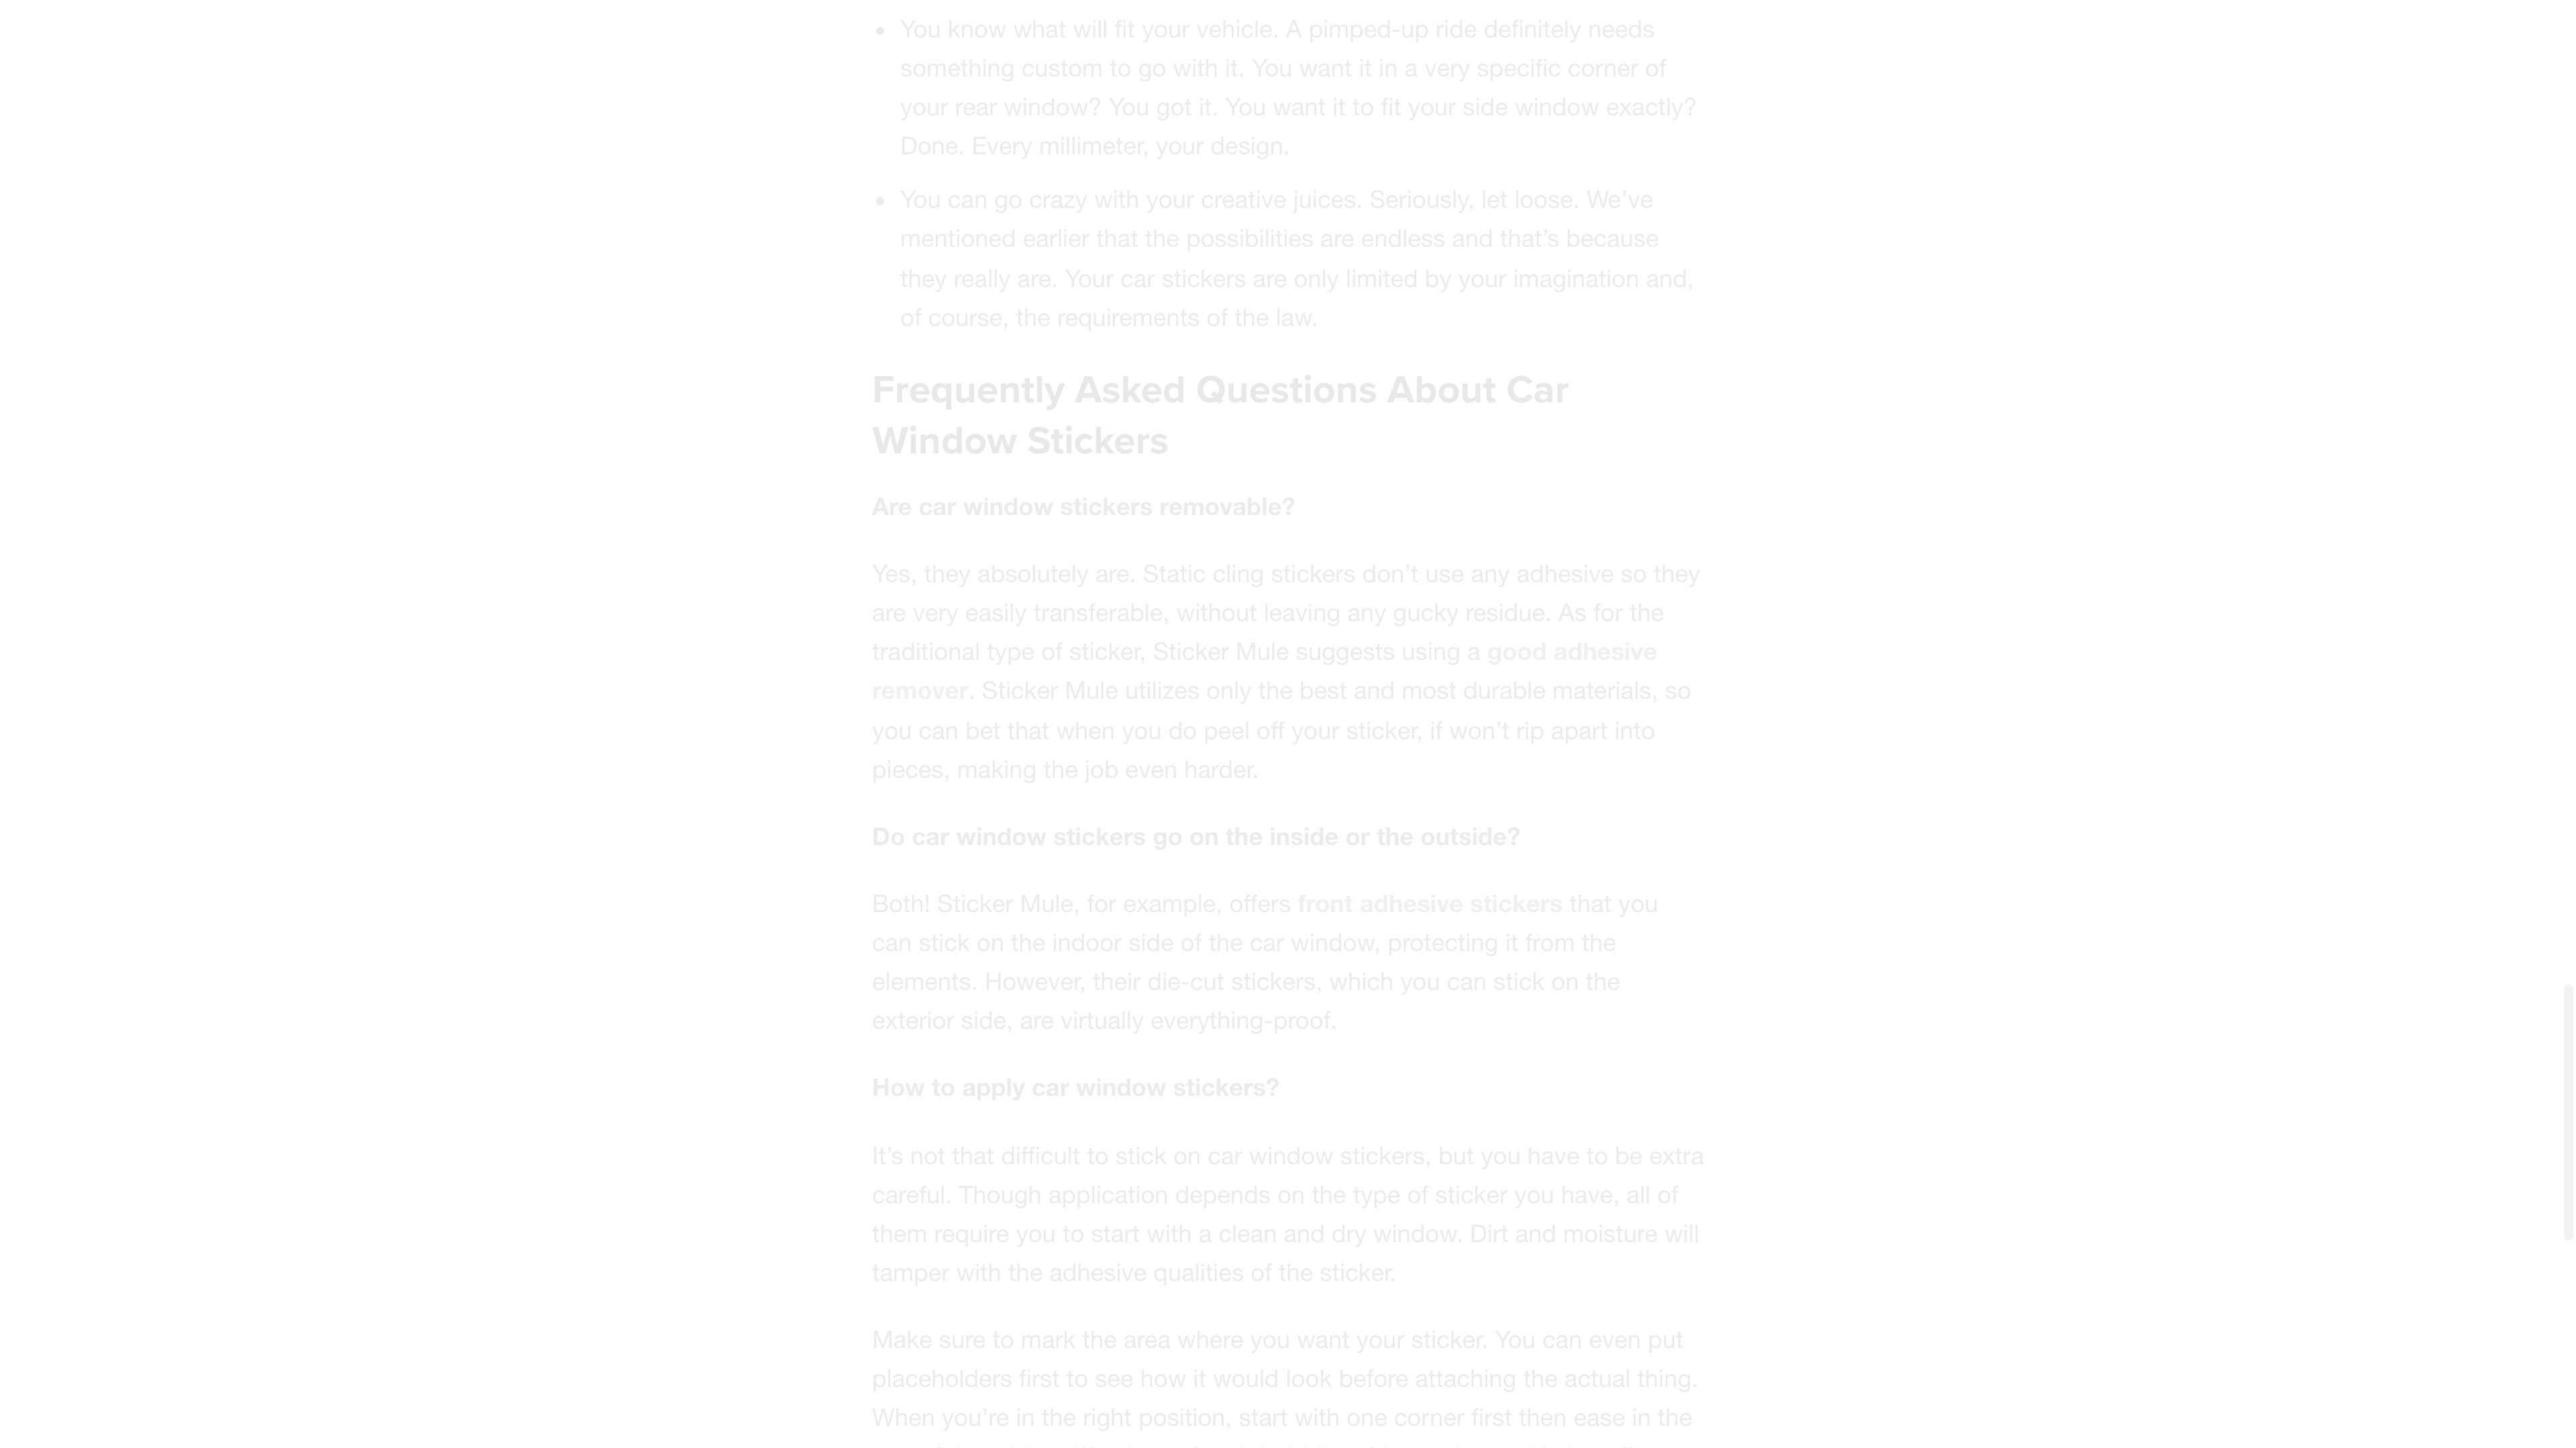 You know what will fit your vehicle. A pimped-up ride definitely needs
something custom to go with it. You want it in a very specific corner of
your rear window? You got it. You want it to fit your side window exactly?
Done. Every millimeter, your design.
You can go crazy with your creative juices. Seriously, let loose. We’ve
mentioned earlier that the possibilities are endless and that’s because
they really are. Your car stickers are only limited by your imagination and,
of course, the requirements of the law.
Frequently Asked Questions About Car
Window Stickers
Are car window stickers removable?
Yes, they absolutely are. Static cling stickers don’t use any adhesive so they
are very easily transferable, without leaving any gucky residue. As for the
traditional type of sticker, Sticker Mule suggests using a good adhesive
remover. Sticker Mule utilizes only the best and most durable materials, so
you can bet that when you do peel off your sticker, if won’t rip apart into
pieces, making the job even harder.
Do car window stickers go on the inside or the outside?
Both! Sticker Mule, for example, offers front adhesive stickers that you
can stick on the indoor side of the car window, protecting it from the
elements. However, their die-cut stickers, which you can stick on the
exterior side, are virtually everything-proof.
How to apply car window stickers?
It’s not that difficult to stick on car window stickers, but you have to be extra
careful. Though application depends on the type of sticker you have, all of
them require you to start with a clean and dry window. Dirt and moisture will
tamper with the adhesive qualities of the sticker.
Make sure to mark the area where you want your sticker. You can even put
placeholders first to see how it would look before attaching the actual thing.
When you’re in the right position, start with one corner first then ease in the